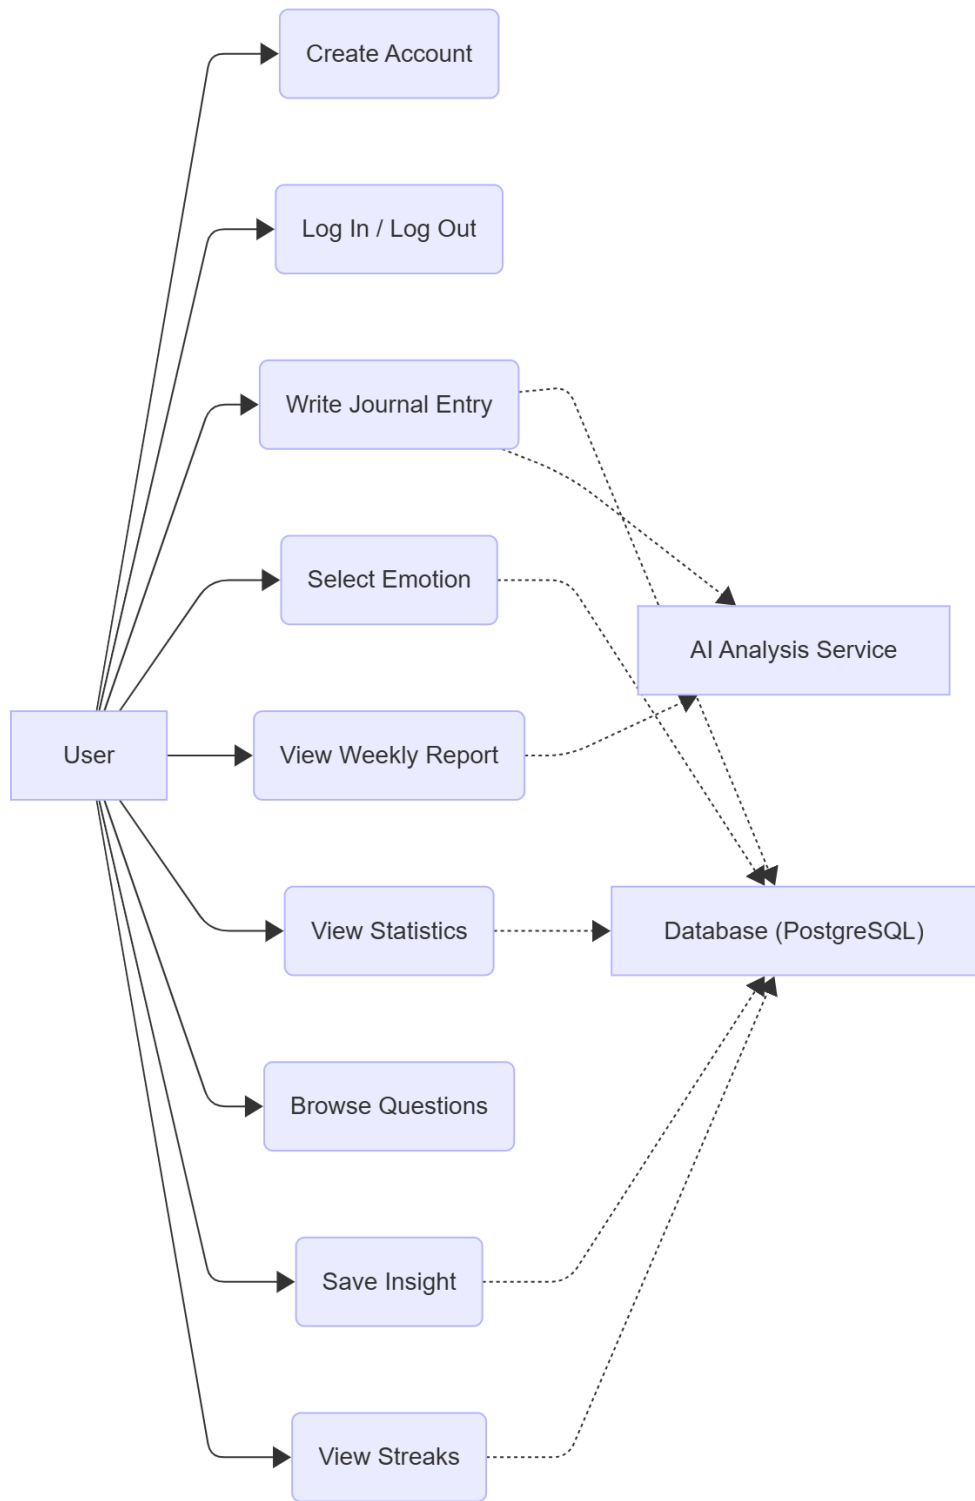 Create Account
Log In / Log Out
Write Journal Entry
Select Emotion
AI Analysis Service
User
View Weekly Report
View Statistics
Database (PostgreSQL)
Browse Questions
Save Insight
View Streaks